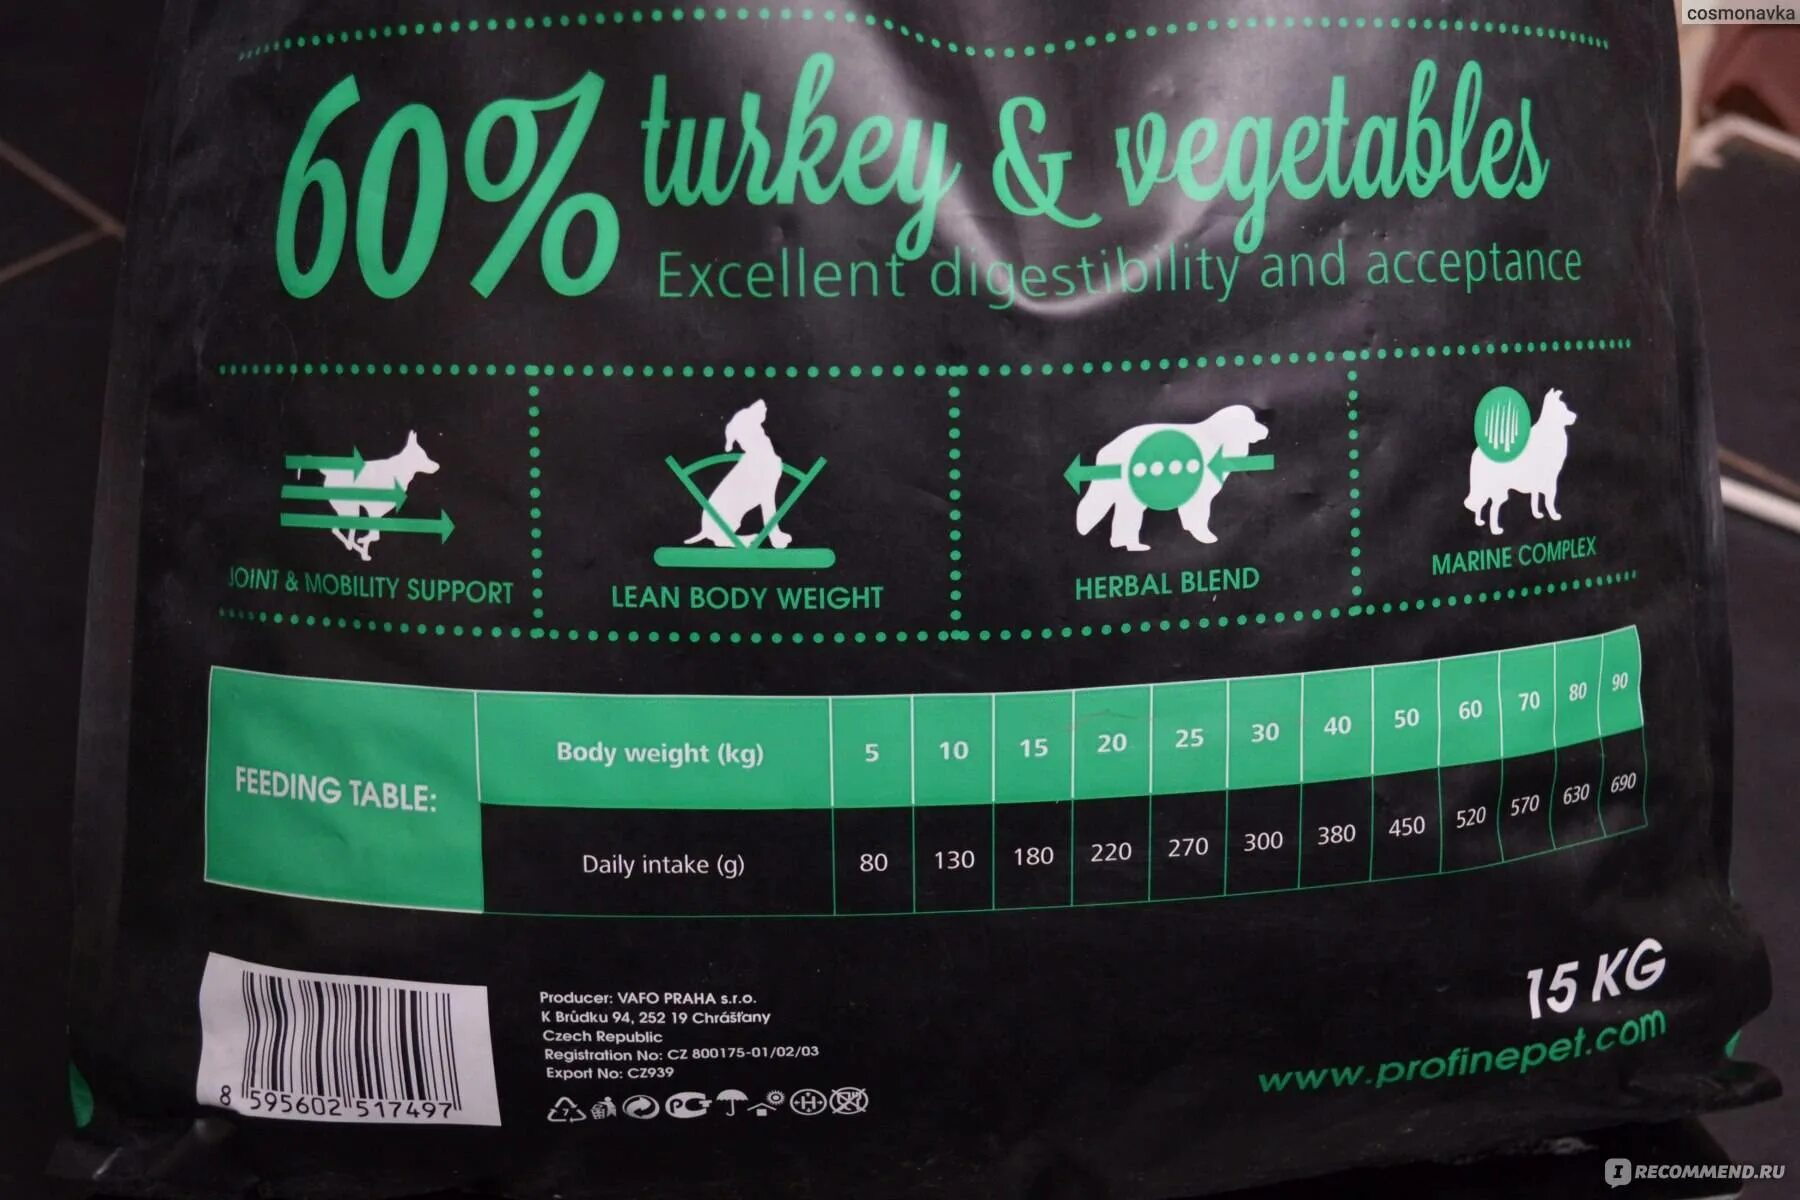 cosmonavka
60% turkey & vegetables
Excellent digestibility and acceptance
JOINT & MOBILITY SUPPORT
LEAN BODY WEIGHT
HERBAL BLEND
MARINE COMPLEX
FEEDING TABLE:
Body weight (kg) 5 10 15 20 25 30 40 50 60 70 80 90
Daily intake (g) 80 130 180 220 270 300 380 450 520 570 630 690
15 KG
www.profinepet.com
Producer: VAFO PRAHA s.r.o.
K Brůdku 94, 252 19 Chrášťany
Czech Republic
Registration No: CZ 800175-01/02/03
Export No: CZ939
8 595602 517497
7
PG
H
I RECOMMEND.RU